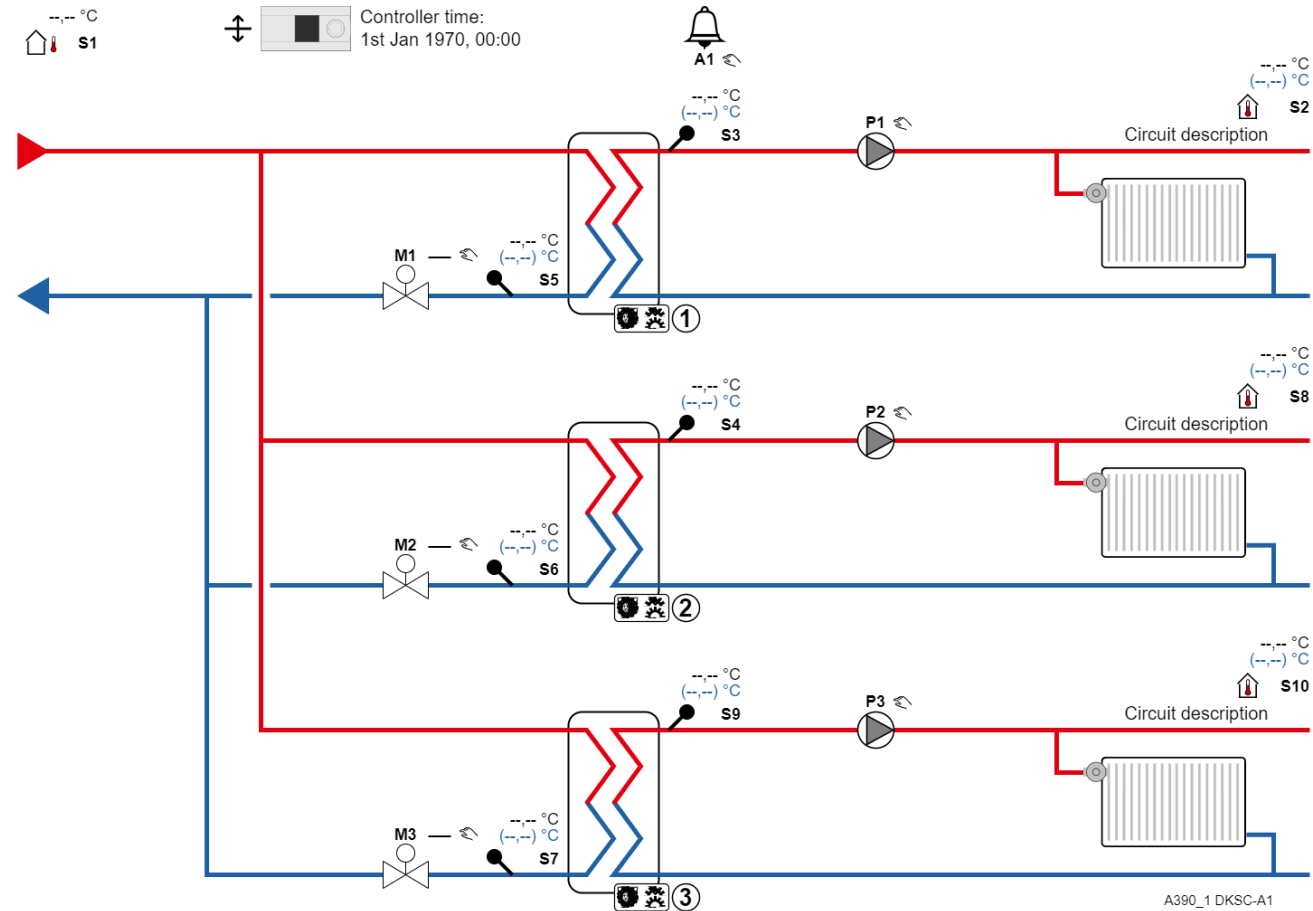 --,-- °C
S1
Controller time:
1st Jan 1970, 00:00
A1
--,-- °C
(--,--) °C
S2
Circuit description
--,-- °C
(--,--) °C
S3
P1
M1
--,-- °C
(--,--) °C
S5
1
--,-- °C
(--,--) °C
S8
Circuit description
--,-- °C
(--,--) °C
S4
P2
M2
--,-- °C
(--,--) °C
S6
2
--,-- °C
(--,--) °C
S10
Circuit description
--,-- °C
(--,--) °C
S9
P3
M3
--,-- °C
(--,--) °C
S7
3
A390_1 DKSC-A1